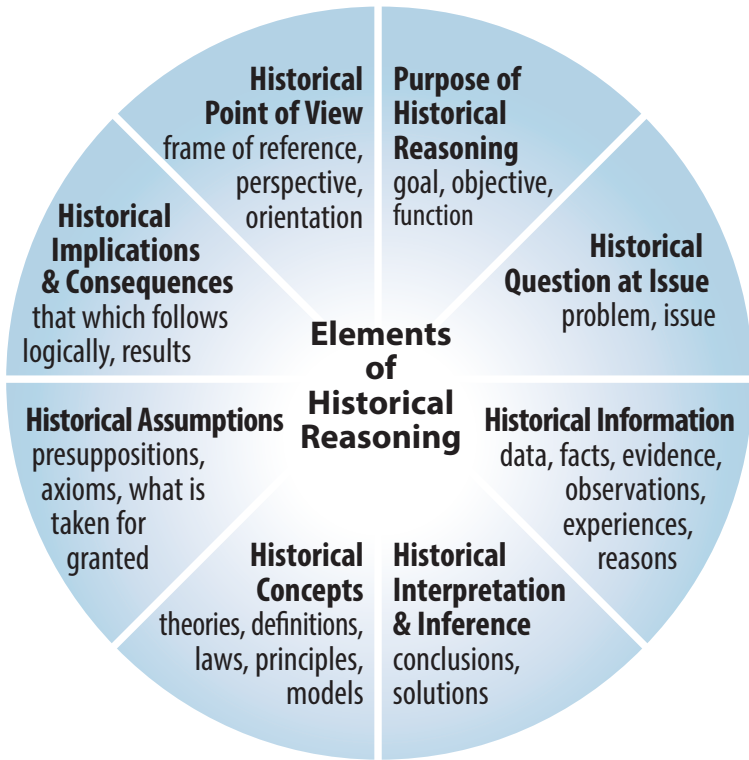 Elements
of
Historical
Reasoning
Purpose of
Historical
Reasoning
goal, objective,
function
Historical
Question at Issue
problem, issue
Historical Information
data, facts, evidence,
observations,
experiences,
reasons
Historical
Interpretation
& Inference
conclusions,
solutions
Historical
Concepts
theories, definitions,
laws, principles,
models
Historical Assumptions
presuppositions,
axioms, what is
taken for
granted
Historical
Implications
& Consequences
that which follows
logically, results
Historical
Point of View
frame of reference,
perspective,
orientation